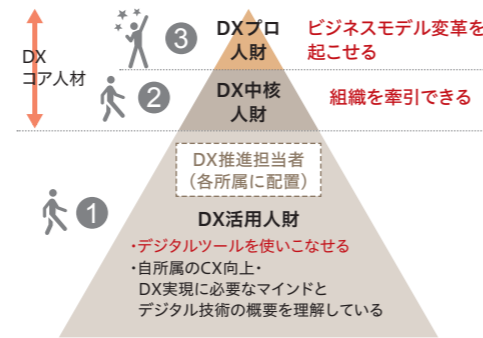 DX
コア人材
3
DXプロ
人財
ビジネスモデル変革を
起こせる
2
DX中核
人財
組織を牽引できる
DX推進担当者
（各所属に配置）
1
DX活用人財
・デジタルツールを使いこなせる
・自所属のCX向上・
DX実現に必要なマインドと
デジタル技術の概要を理解している